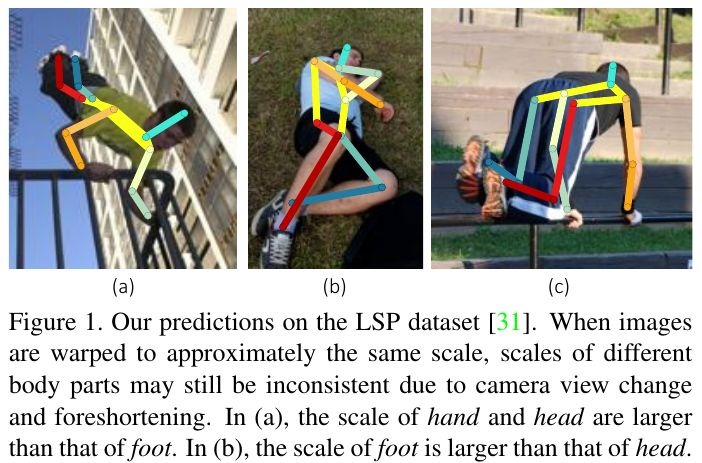 (a) (b) (c)
Figure 1. Our predictions on the LSP dataset [31]. When images
are warped to approximately the same scale, scales of different
body parts may still be inconsistent due to camera view change
and foreshortening. In (a), the scale of hand and head are larger
than that of foot. In (b), the scale of foot is larger than that of head.